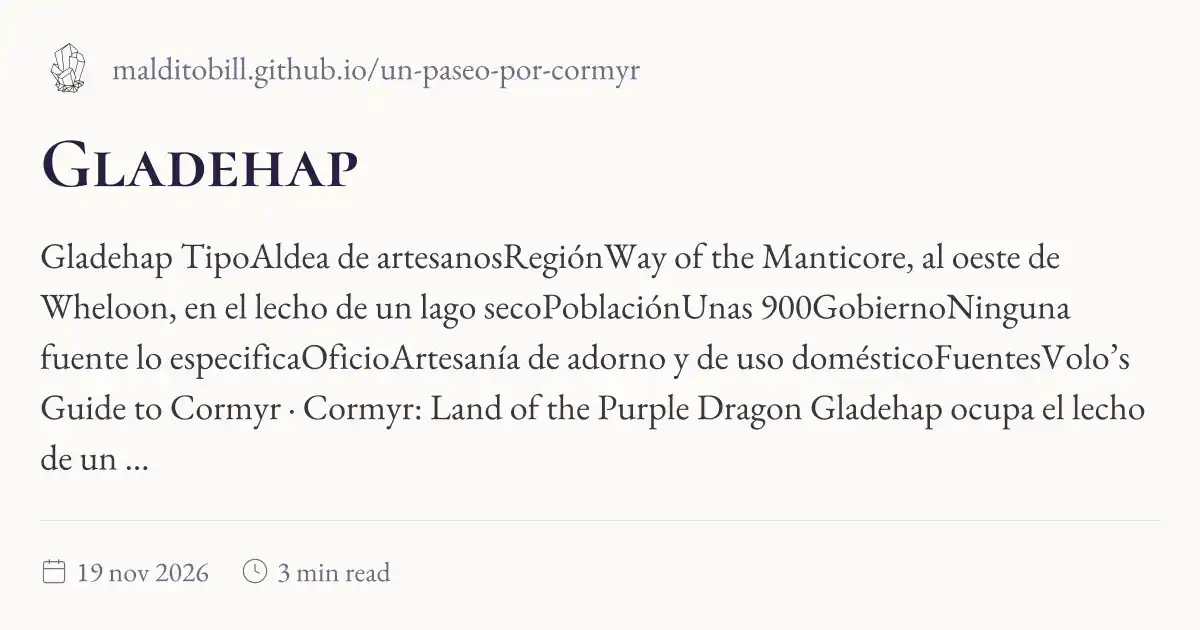 malditobill.github.io/un-paseo-por-cormyr
Gladehap
Gladehap TipoAldea de artesanosRegiónWay of the Manticore, al oeste de
Wheloon, en el lecho de un lago secoPoblaciónUnas 900GobiernoNinguna
fuente lo especificaOficioArtesanía de adorno y de uso domésticoFuentesVolo’s
Guide to Cormyr · Cormyr: Land of the Purple Dragon Gladehap ocupa el lecho
de un ...
19 nov 2026 3 min read